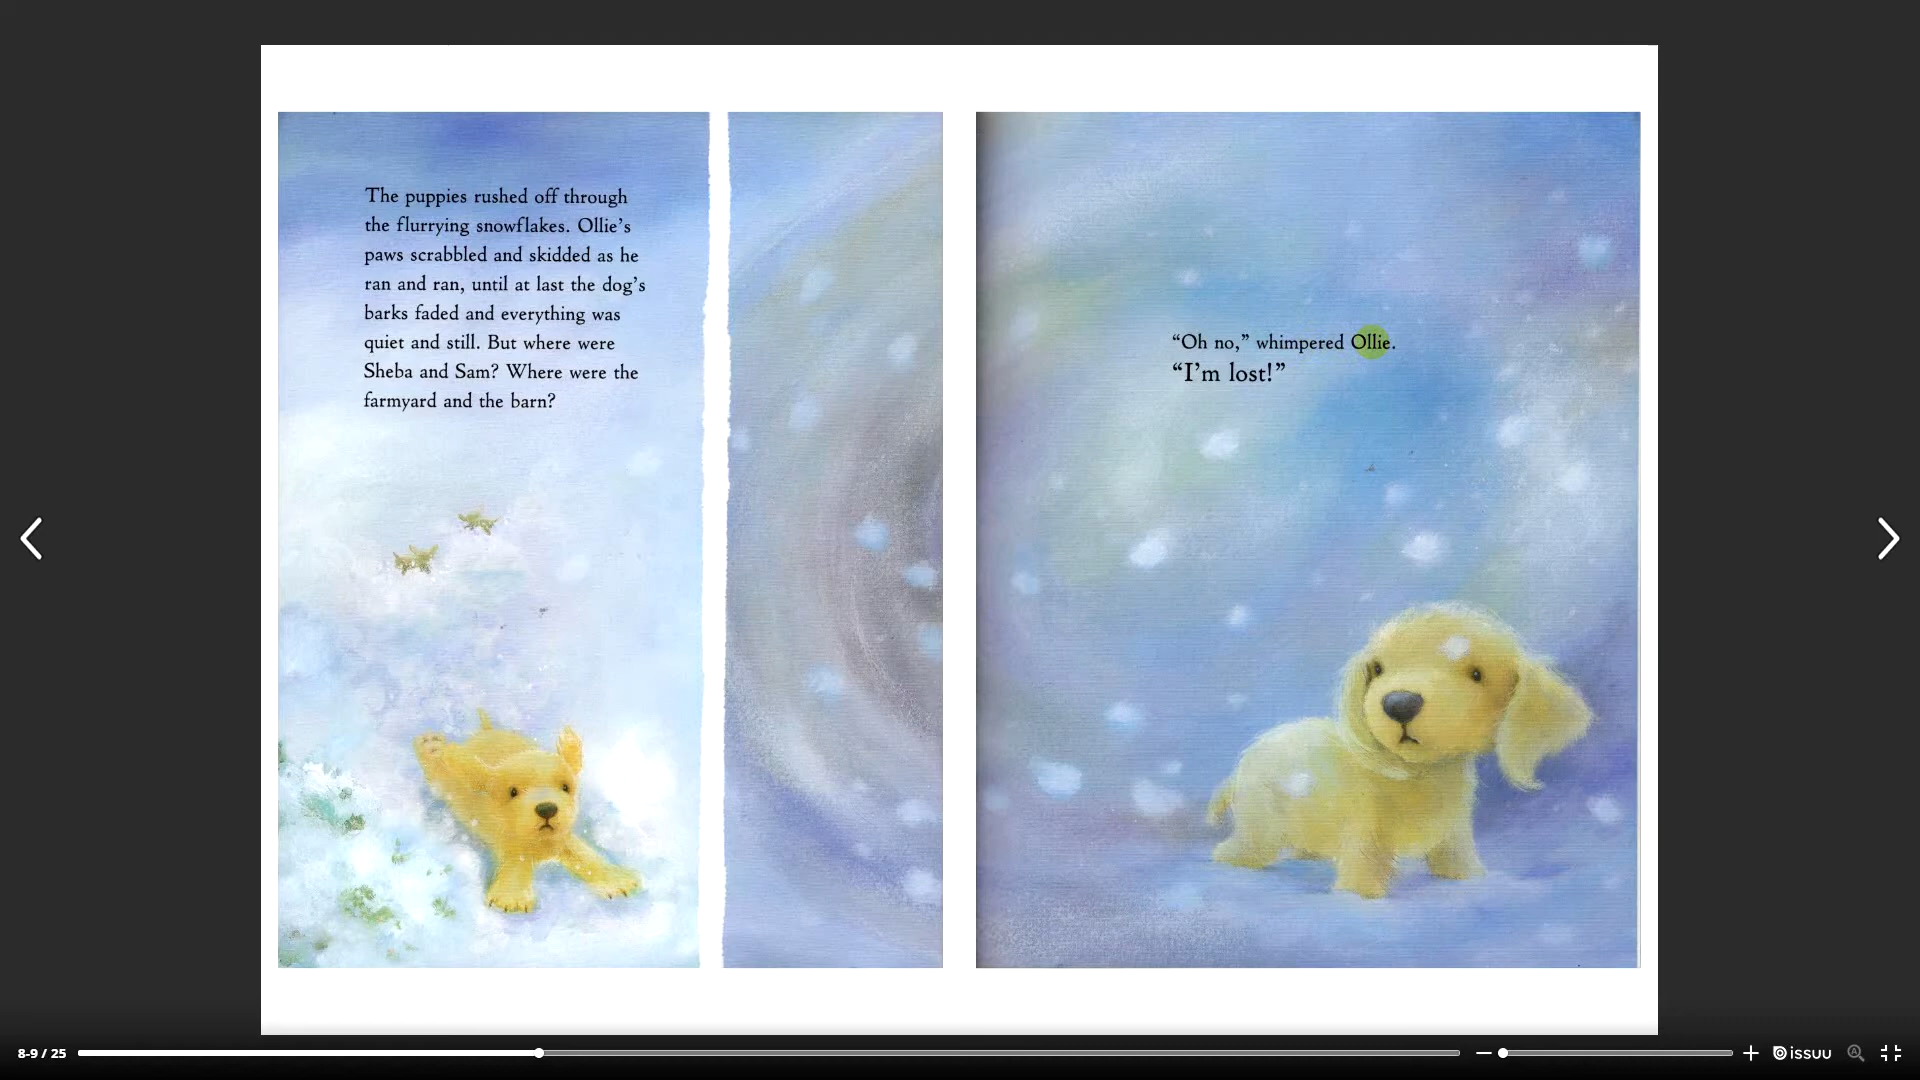 The puppies rushed off through
the flurrying snowflakes. Ollie’s
paws scrabbled and skidded as he
ran and ran, until at last the dog’s
barks faded and everything was
quiet and still. But where were
Sheba and Sam? Where were the
farmyard and the barn?
“Oh no,” whimpered Ollie.
“I’m lost!”
8-9 / 25
issuu